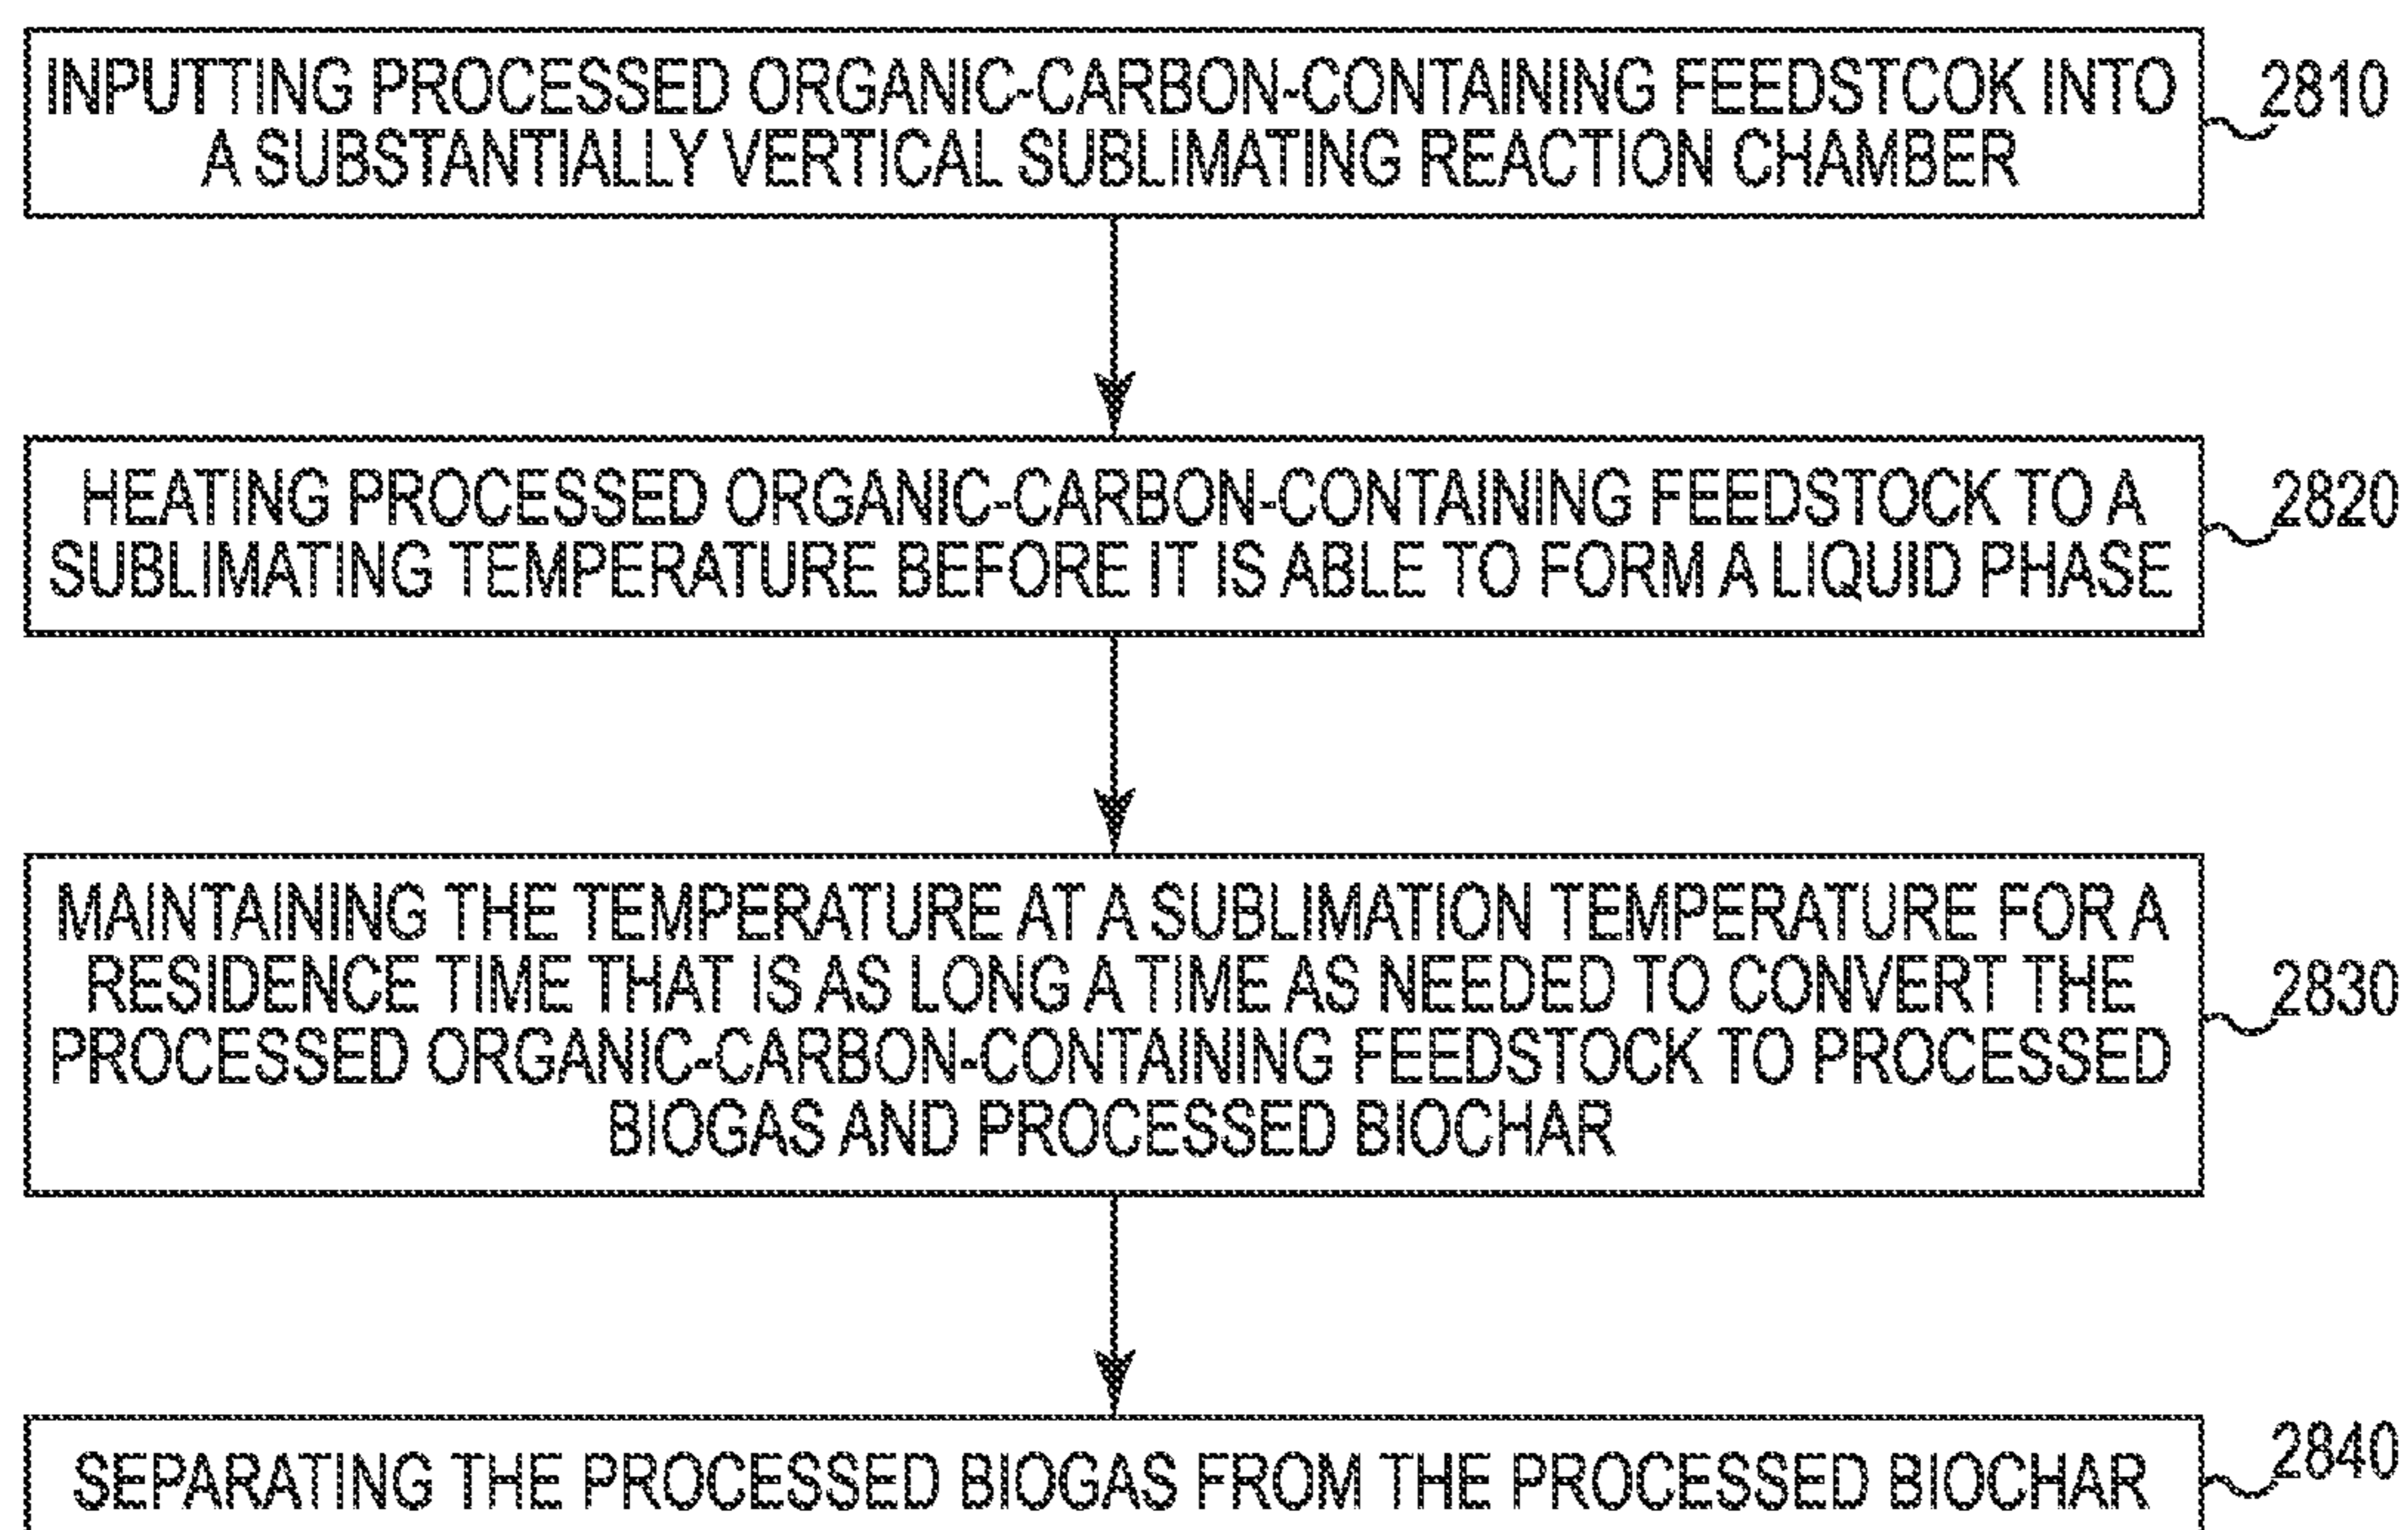 INPUTTING PROCESSED ORGANIC-CARBON-CONTAINING FEEDSTCOK INTO
A SUBSTANTIALLY VERTICAL SUBLIMATING REACTION CHAMBER
2810
HEATING PROCESSED ORGANIC-CARBON-CONTAINING FEEDSTOCK TO A
SUBLIMATING TEMPERATURE BEFORE IT IS ABLE TO FORM A LIQUID PHASE
2820
MAINTAINING THE TEMPERATURE AT A SUBLIMATION TEMPERATURE FOR A
RESIDENCE TIME THAT IS AS LONG A TIME AS NEEDED TO CONVERT THE
PROCESSED ORGANIC-CARBON-CONTAINING FEEDSTOCK TO PROCESSED
BIOGAS AND PROCESSED BIOCHAR
2830
SEPARATING THE PROCESSED BIOGAS FROM THE PROCESSED BIOCHAR
2840